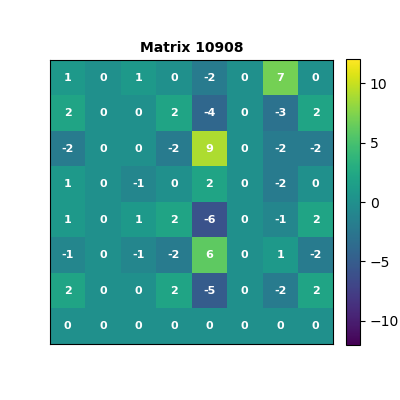 Matrix 10908
1 0 1 0 -2 0 7 0
2 0 0 2 -4 0 -3 2
-2 0 0 -2 9 0 -2 -2
1 0 -1 0 2 0 -2 0
1 0 1 2 -6 0 -1 2
-1 0 -1 -2 6 0 1 -2
2 0 0 2 -5 0 -2 2
0 0 0 0 0 0 0 0
10
5
0
−5
−10